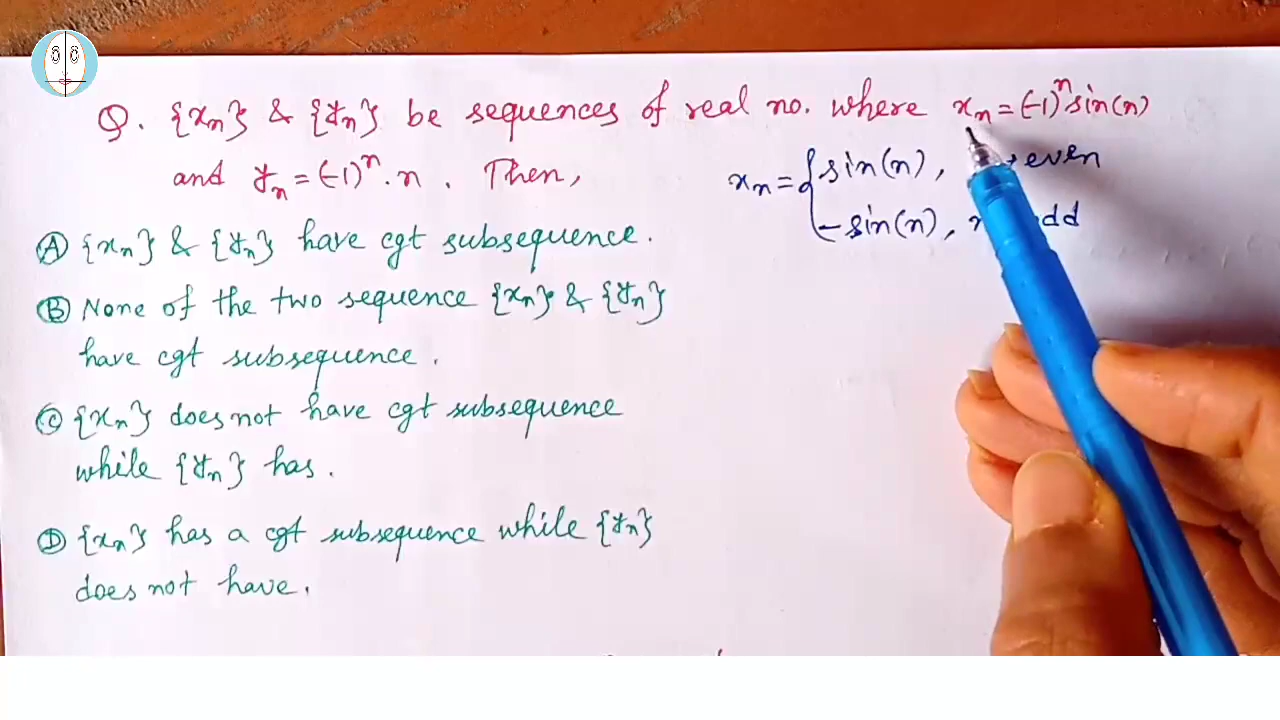 Q. {xₙ} & {yₙ} be sequences of real no. where xₙ = (-1)ⁿ sin(n)
and yₙ = (-1)ⁿ. n . Then,
xₙ = { sin(n), even
-sin(n), odd
Ⓐ {xₙ} & {yₙ} have cgt subsequence.
Ⓑ None of the two sequence {xₙ} & {yₙ}
have cgt subsequence.
Ⓒ {xₙ} does not have cgt subsequence
while {yₙ} has.
Ⓓ {xₙ} has a cgt subsequence while {yₙ}
does not have.